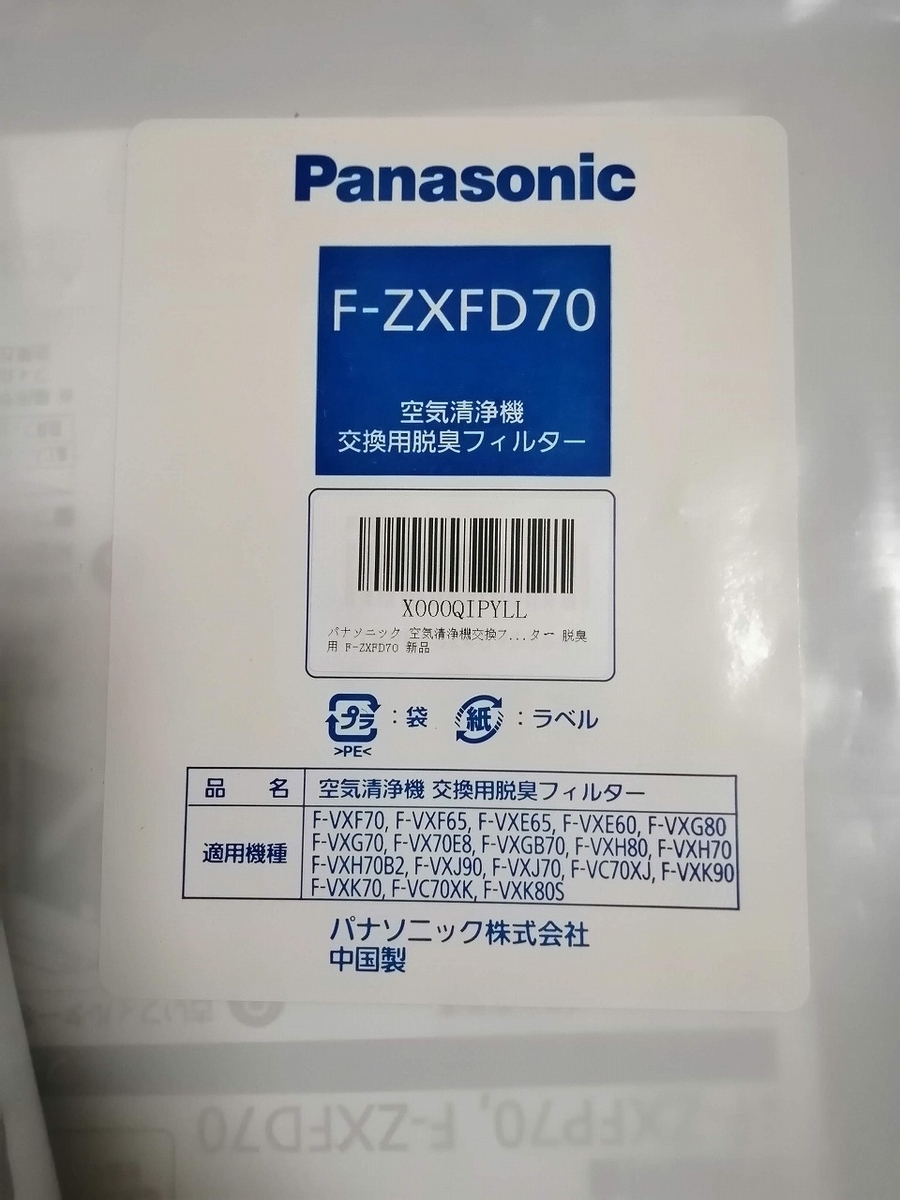 Panasonic
F-ZXFD70
空気清浄機
交換用脱臭フィルター
X000QIPYLL
パナソニック 空気清浄機交換フ...ター 脱臭
用 F-ZXFD70 新品
プラ : 袋 紙 : ラベル
>PE<
品 名 空気清浄機 交換用脱臭フィルター
適用機種
F-VXF70, F-VXF65, F-VXE65, F-VXE60, F-VXG80
F-VXG70, F-VX70E8, F-VXGB70, F-VXH80, F-VXH70
F-VXH70B2, F-VXJ90, F-VXJ70, F-VC70XJ, F-VXK90
F-VXK70, F-VC70XK, F-VXK80S
パナソニック株式会社
中国製
ZXFP70, F-ZXFD70